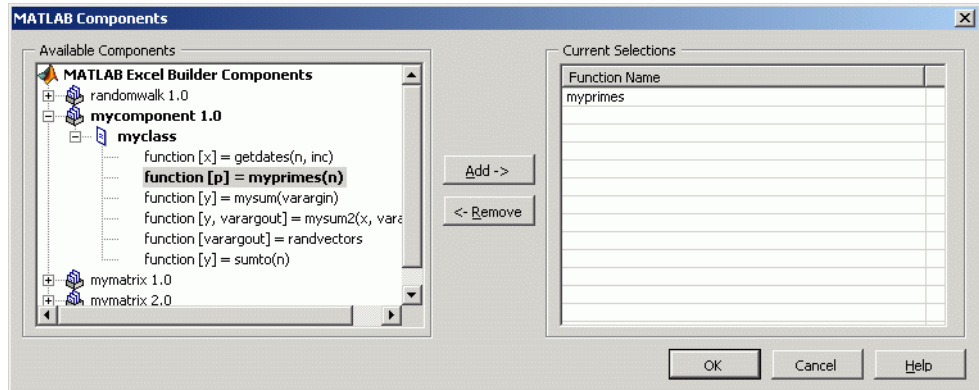 MATLAB Components
Available Components
MATLAB Excel Builder Components
randomwalk 1.0
mycomponent 1.0
myclass
function [x] = getdates(n, inc)
function [p] = myprimes(n)
function [y] = mysum(varargin)
function [y, varargout] = mysum2(x, vara
function [varargout] = randvectors
function [y] = sumto(n)
mymatrix 1.0
mymatrix 2.0
Add ->
<- Remove
Current Selections
Function Name
myprimes
OK
Cancel
Help